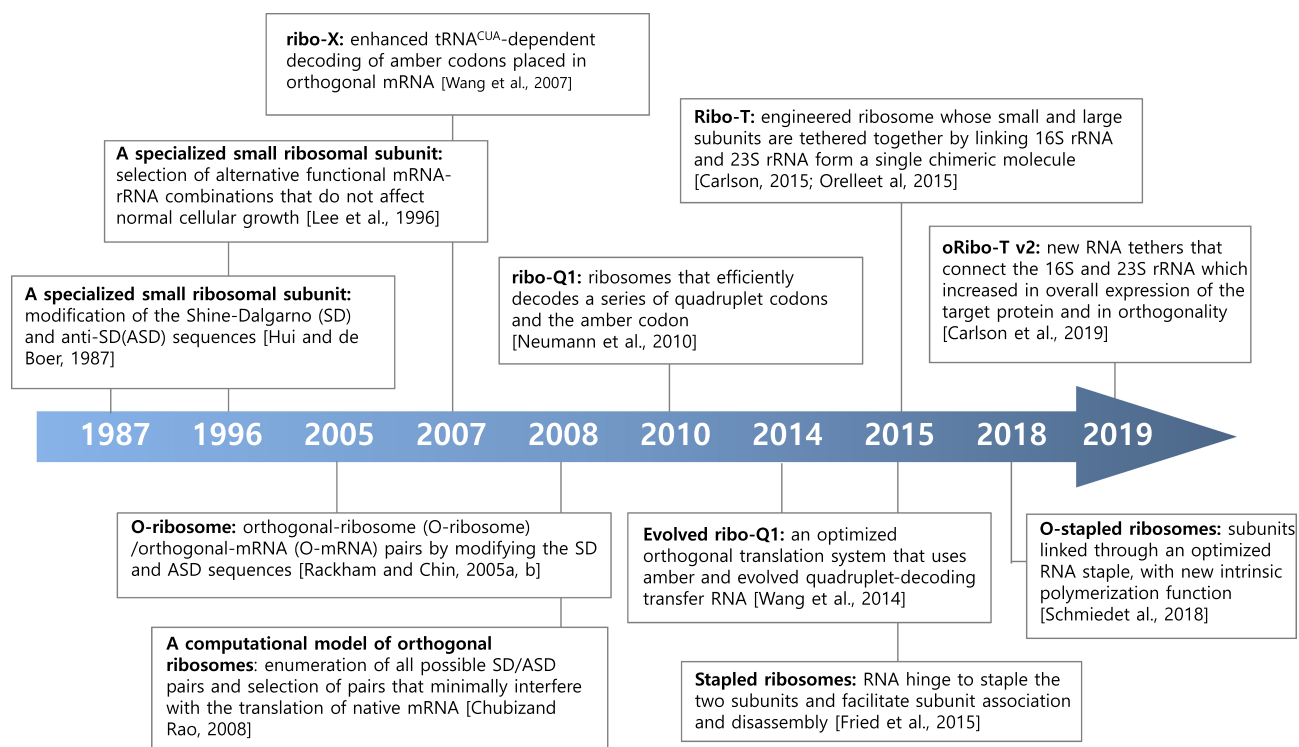 ribo-X: enhanced tRNACUA-dependent
decoding of amber codons placed in
orthogonal mRNA [Wang et al., 2007]
A specialized small ribosomal subunit:
selection of alternative functional mRNA-
rRNA combinations that do not affect
normal cellular growth [Lee et al., 1996]
A specialized small ribosomal subunit:
modification of the Shine-Dalgarno (SD)
and anti-SD(ASD) sequences [Hui and de
Boer, 1987]
ribo-Q1: ribosomes that efficiently
decodes a series of quadruplet codons
and the amber codon
[Neumann et al., 2010]
Ribo-T: engineered ribosome whose small and large
subunits are tethered together by linking 16S rRNA
and 23S rRNA form a single chimeric molecule
[Carlson, 2015; Orelleet al, 2015]
oRibo-T v2: new RNA tethers that
connect the 16S and 23S rRNA which
increased in overall expression of the
target protein and in orthogonality
[Carlson et al., 2019]
1987 1996 2005 2007 2008 2010 2014 2015 2018 2019
O-ribosome: orthogonal-ribosome (O-ribosome)
/orthogonal-mRNA (O-mRNA) pairs by modifying the SD
and ASD sequences [Rackham and Chin, 2005a, b]
A computational model of orthogonal
ribosomes: enumeration of all possible SD/ASD
pairs and selection of pairs that minimally interfere
with the translation of native mRNA [Chubizand
Rao, 2008]
Evolved ribo-Q1: an optimized
orthogonal translation system that uses
amber and evolved quadruplet-decoding
transfer RNA [Wang et al., 2014]
Stapled ribosomes: RNA hinge to staple the
two subunits and facilitate subunit association
and disassembly [Fried et al., 2015]
O-stapled ribosomes: subunits
linked through an optimized
RNA staple, with new intrinsic
polymerization function
[Schmiedet al., 2018]